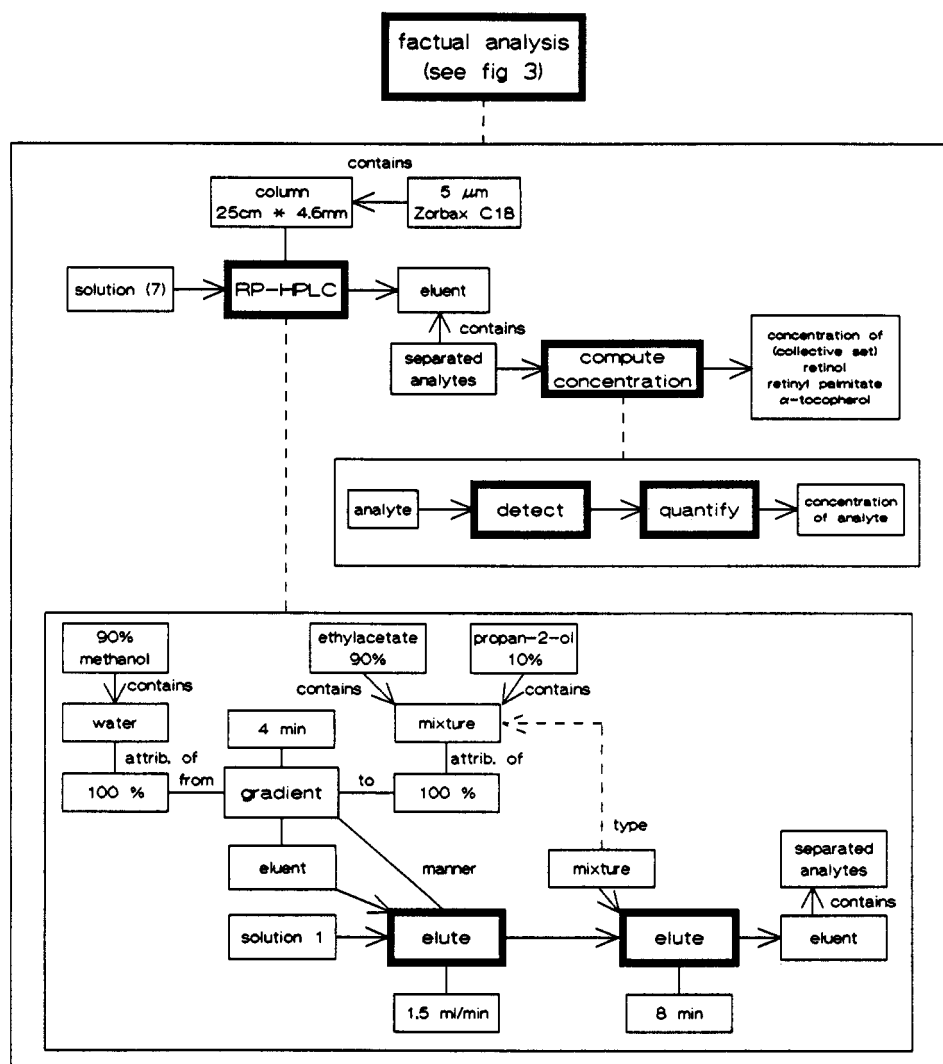 factual analysis
(see fig 3)
contains
column
25cm * 4.6mm
5 μm
Zorbax C18
solution (7)
RP-HPLC
eluent
contains
separated
analytes
compute
concentration
concentration of
(collective set)
retinol
retinyl palmitate
α-tocopherol
analyte
detect
quantify
concentration
of analyte
90%
methanol
contains
water
attrib. of
100 %
from
4 min
gradient
to
ethylacetate
90%
propan-2-ol
10%
contains
contains
mixture
attrib. of
100 %
eluent
manner
type
mixture
solution 1
elute
elute
separated
analytes
contains
eluent
1.5 ml/min
8 min